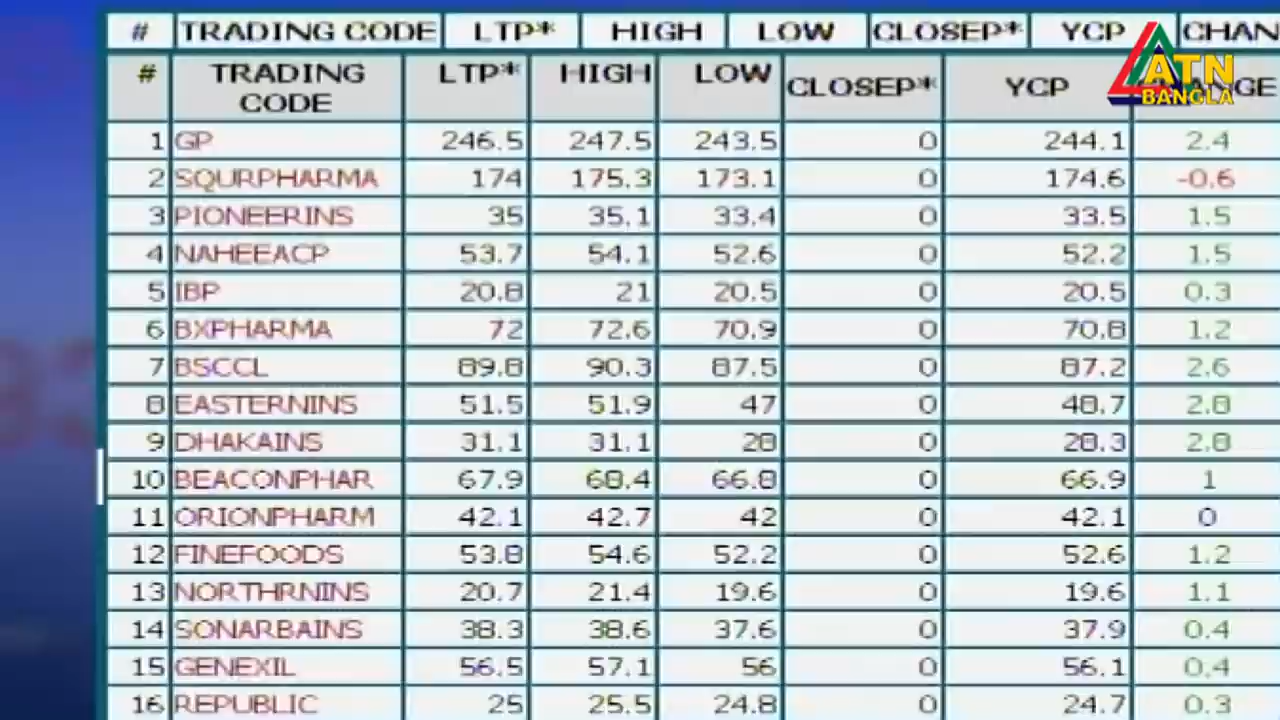 # TRADING CODE LTP* HIGH LOW CLOSEP* YCP CHAN
# TRADING CODE LTP* HIGH LOW CLOSEP* YCP
1 GP 246.5 247.5 243.5 0 244.1 2.4
2 SQURPHARMA 174 175.3 173.1 0 174.6 -0.6
3 PIONEERINS 35 35.1 33.4 0 33.5 1.5
4 NAHEEACP 53.7 54.1 52.6 0 52.2 1.5
5 IBP 20.8 21 20.5 0 20.5 0.3
6 BXPHARMA 72 72.6 70.9 0 70.8 1.2
7 BSCCL 89.8 90.3 87.5 0 87.2 2.6
8 EASTERNINS 51.5 51.9 47 0 48.7 2.8
9 DHAKAINS 31.1 31.1 28 0 28.3 2.8
10 BEACONPHAR 67.9 68.4 66.8 0 66.9 1
11 ORIONPHARM 42.1 42.7 42 0 42.1 0
12 FINEFOODS 53.8 54.6 52.2 0 52.6 1.2
13 NORTHRNINS 20.7 21.4 19.6 0 19.6 1.1
14 SONARBAINS 38.3 38.6 37.6 0 37.9 0.4
15 GENEXIL 56.5 57.1 56 0 56.1 0.4
16 REPUBLIC 25 25.5 24.8 0 24.7 0.3
ATN
BANGLA